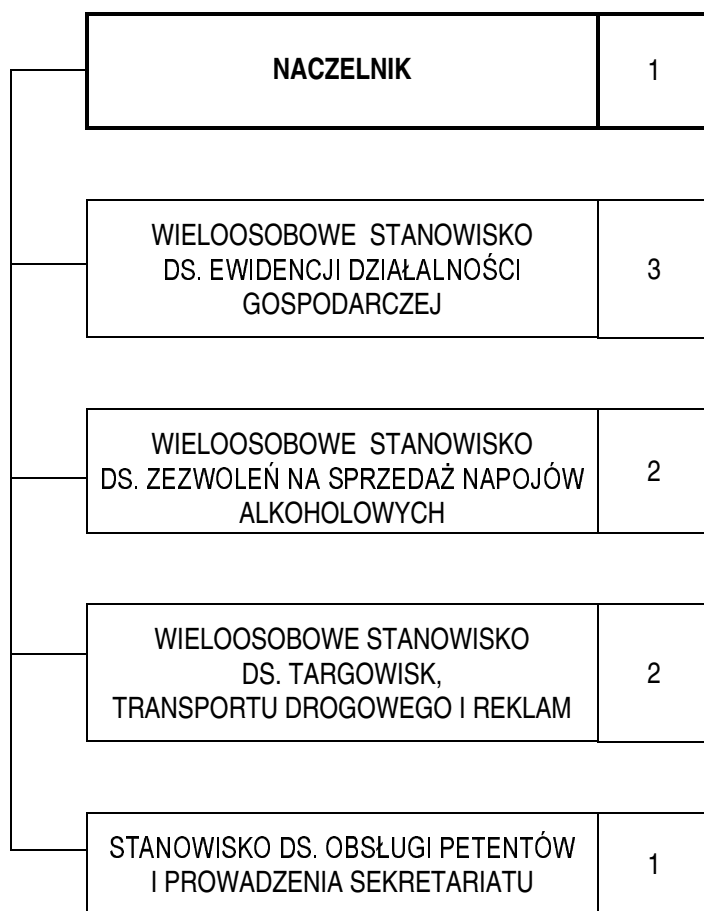 NACZELNIK 1
WIELOOSOBOWE STANOWISKO
DS. EWIDENCJI DZIAŁALNOŚCI 3
GOSPODARCZEJ
WIELOOSOBOWE STANOWISKO
DS. ZEZWOLEŃ NA SPRZEDAŻ NAPOJÓW 2
ALKOHOLOWYCH
WIELOOSOBOWE STANOWISKO
DS. TARGOWISK, 2
TRANSPORTU DROGOWEGO I REKLAM
STANOWISKO DS. OBSŁUGI PETENTÓW 1
I PROWADZENIA SEKRETARIATU